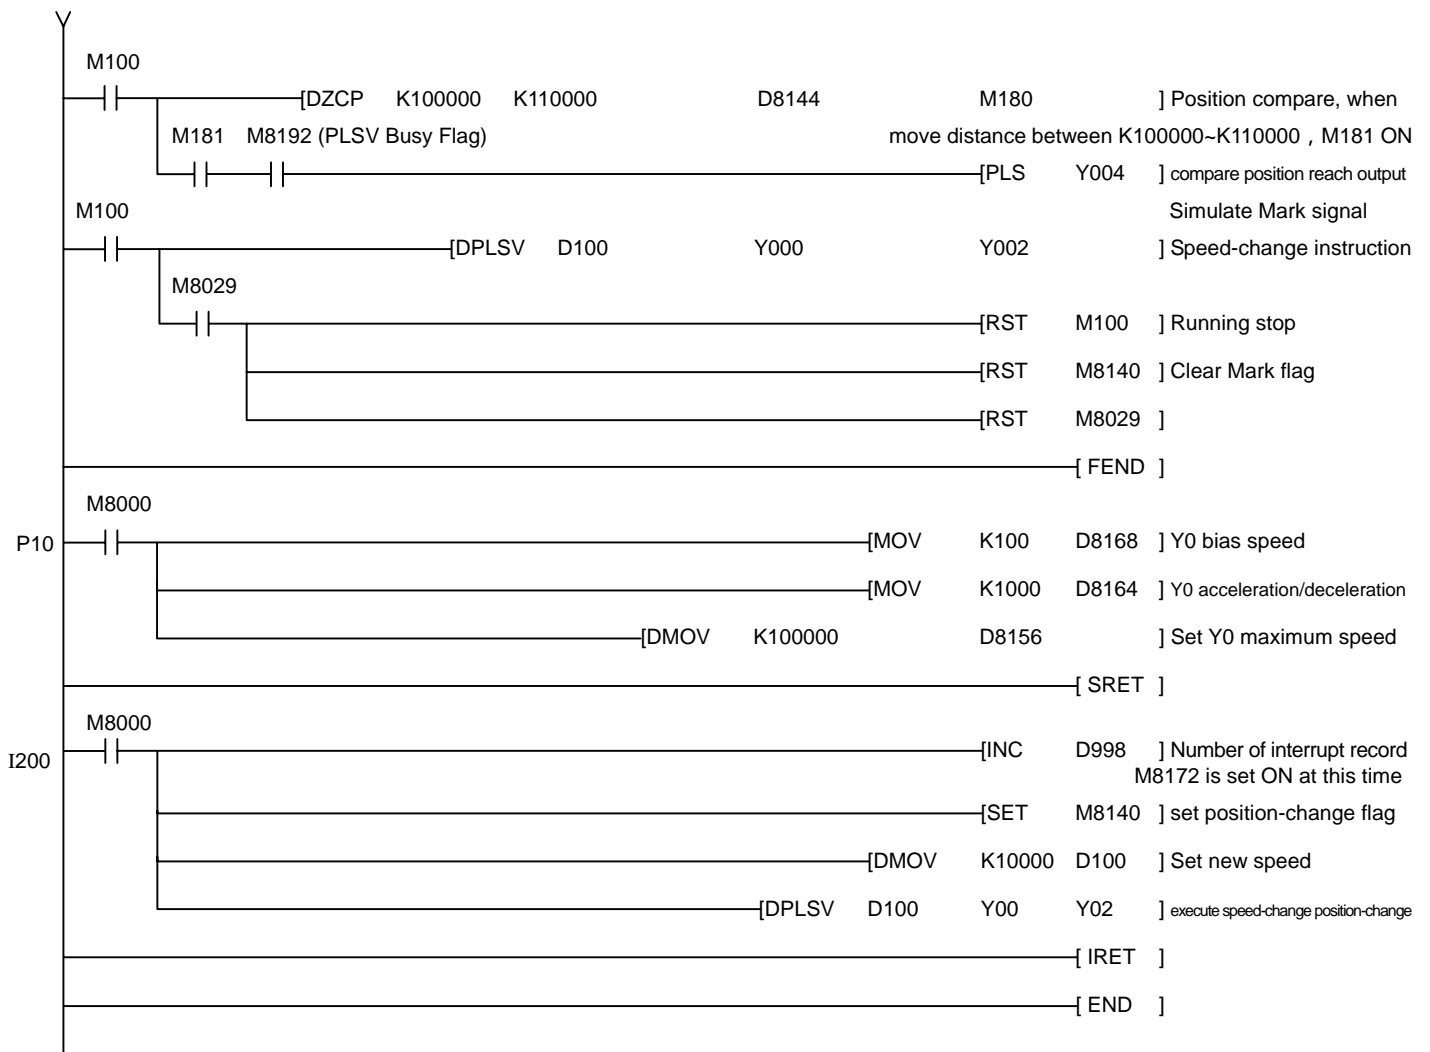 M100
[DZCP K100000 K110000 D8144 M180 ] Position compare, when
M181 M8192 (PLSV Busy Flag) move distance between K100000~K110000 , M181 ON
[PLS Y004 ] compare position reach output
M100 Simulate Mark signal
[DPLSV D100 Y000 Y002 ] Speed-change instruction
M8029
[RST M100 ] Running stop
[RST M8140 ] Clear Mark flag
[RST M8029 ]
[ FEND ]
M8000
P10 [MOV K100 D8168 ] Y0 bias speed
[MOV K1000 D8164 ] Y0 acceleration/deceleration
[DMOV K100000 D8156 ] Set Y0 maximum speed
[ SRET ]
M8000
I200 [INC D998 ] Number of interrupt record
M8172 is set ON at this time
[SET M8140 ] set position-change flag
[DMOV K10000 D100 ] Set new speed
[DPLSV D100 Y00 Y02 ] execute speed-change position-change
[ IRET ]
[ END ]